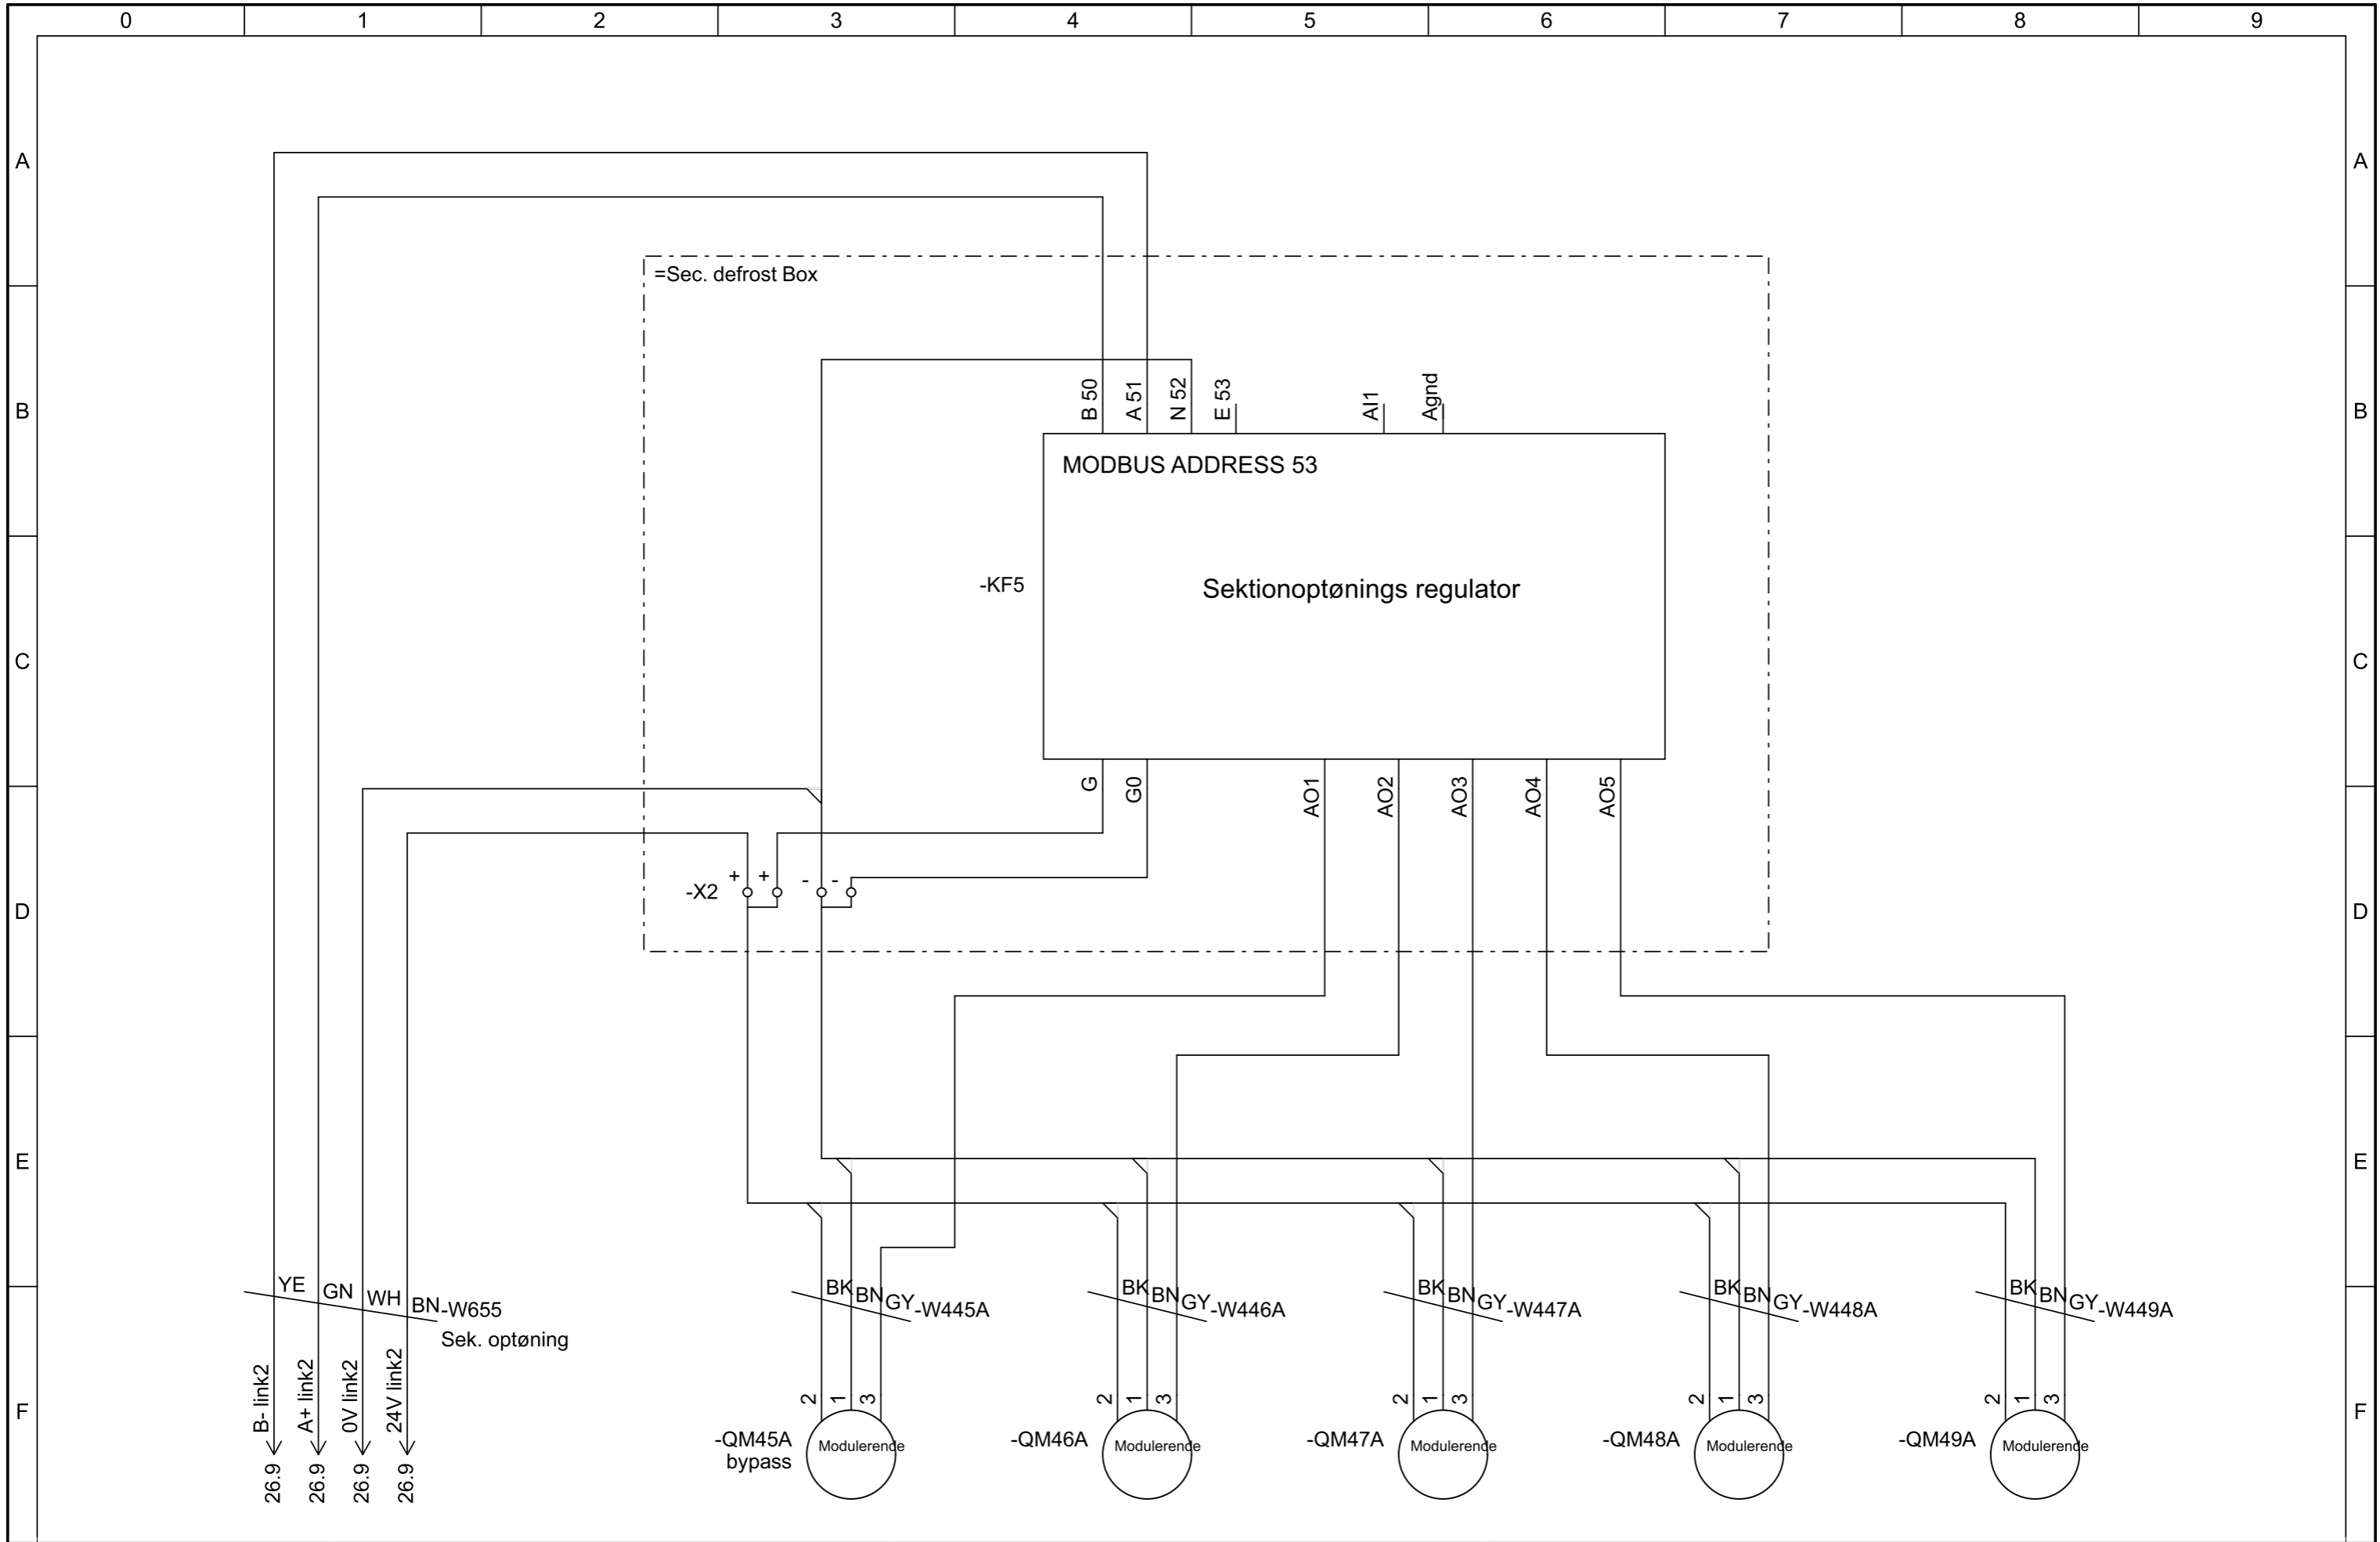 0 1 2 3 4 5 6 7 8 9
A A
=Sec. defrost Box
B 50
A 51
N 52
E 53
AI1
Agnd
B B
MODBUS ADDRESS 53
-KF5
Sektionoptønings regulator
C C
G
G0
AO1
AO2
AO3
AO4
AO5
-X2
+ + - -
D D
E E
YE GN WH BN -W655
Sek. optøning
BK BN GY -W445A
BK BN GY -W446A
BK BN GY -W447A
BK BN GY -W448A
BK BN GY -W449A
B- link2
A+ link2
0V link2
24V link2
2 1 3
2 1 3
2 1 3
2 1 3
2 1 3
F F
-QM45A
bypass
Modulerende
-QM46A
Modulerende
-QM47A
Modulerende
-QM48A
Modulerende
-QM49A
Modulerende
26.9
26.9
26.9
26.9